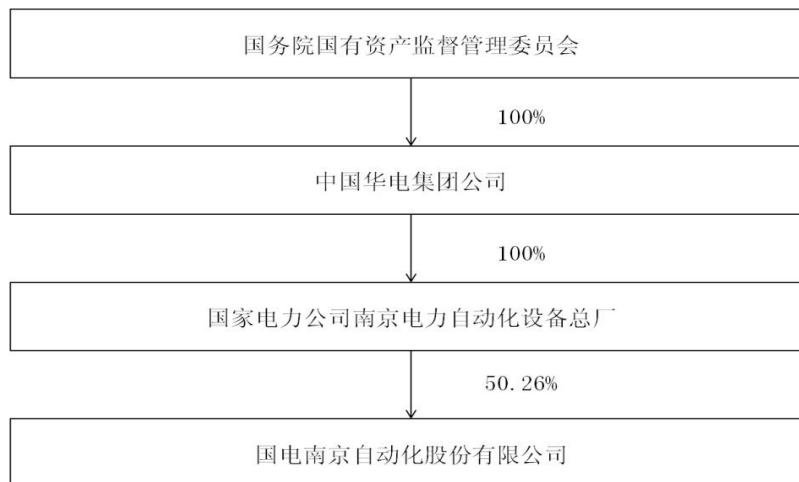 国务院国有资产监督管理委员会
100%
中国华电集团公司
100%
国家电力公司南京电力自动化设备总厂
50.26%
国电南京自动化股份有限公司